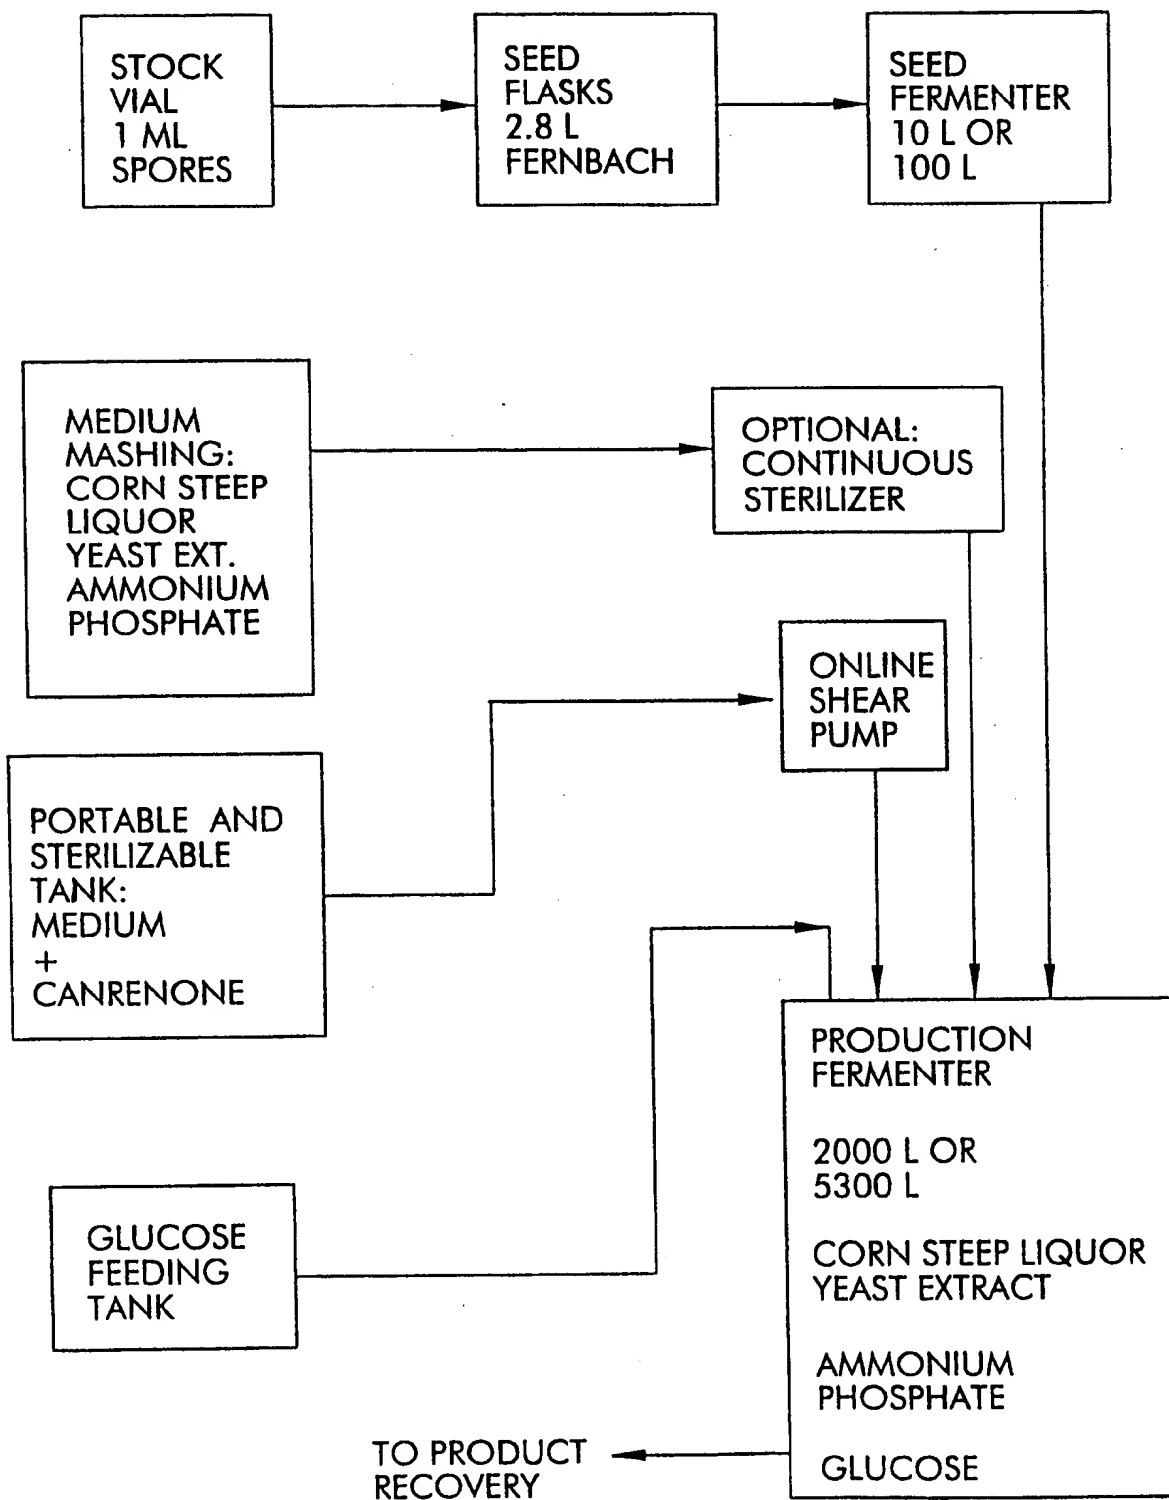 STOCK
VIAL
1 ML
SPORES
SEED
FLASKS
2.8 L
FERNBACH
SEED
FERMENTER
10 L OR
100 L
MEDIUM
MASHING:
CORN STEEP
LIQUOR
YEAST EXT.
AMMONIUM
PHOSPHATE
OPTIONAL:
CONTINUOUS
STERILIZER
ONLINE
SHEAR
PUMP
PORTABLE AND
STERILIZABLE
TANK:
MEDIUM
+
CANRENONE
GLUCOSE
FEEDING
TANK
PRODUCTION
FERMENTER
2000 L OR
5300 L
CORN STEEP LIQUOR
YEAST EXTRACT
AMMONIUM
PHOSPHATE
GLUCOSE
TO PRODUCT
RECOVERY